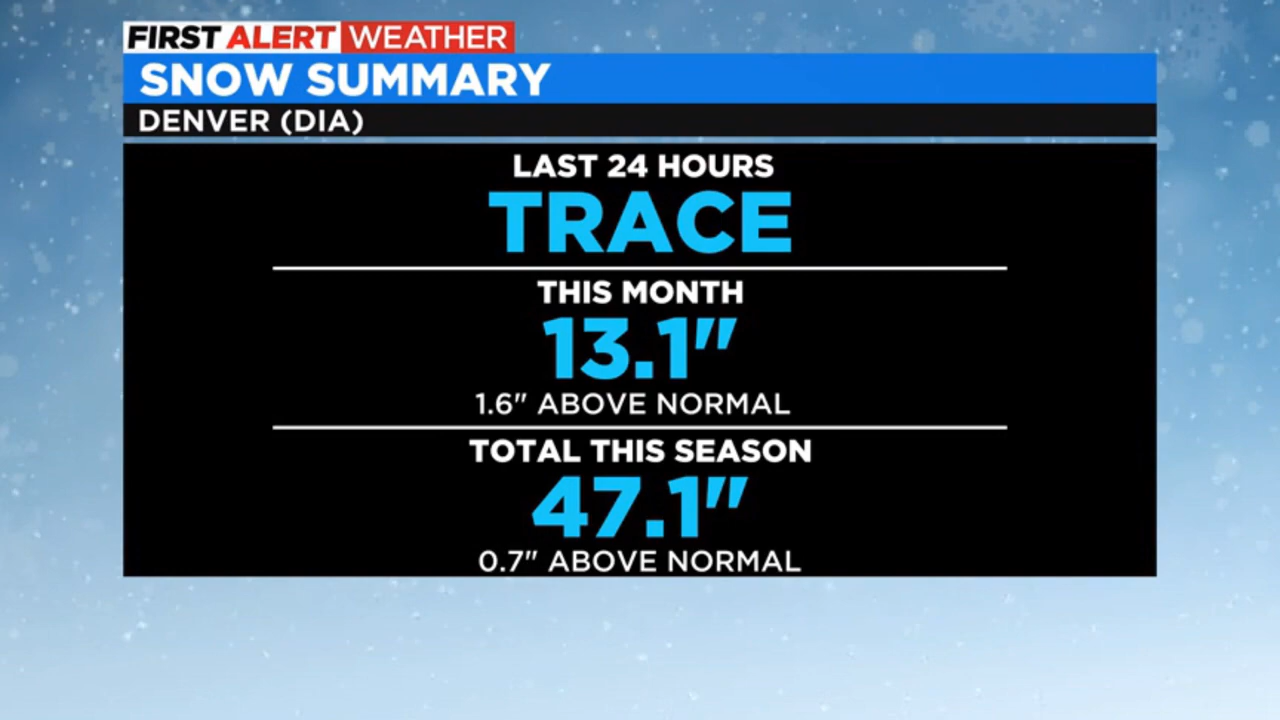 FIRST ALERT WEATHER
SNOW SUMMARY
DENVER (DIA)
LAST 24 HOURS
TRACE
THIS MONTH
13.1"
1.6" ABOVE NORMAL
TOTAL THIS SEASON
47.1"
0.7" ABOVE NORMAL